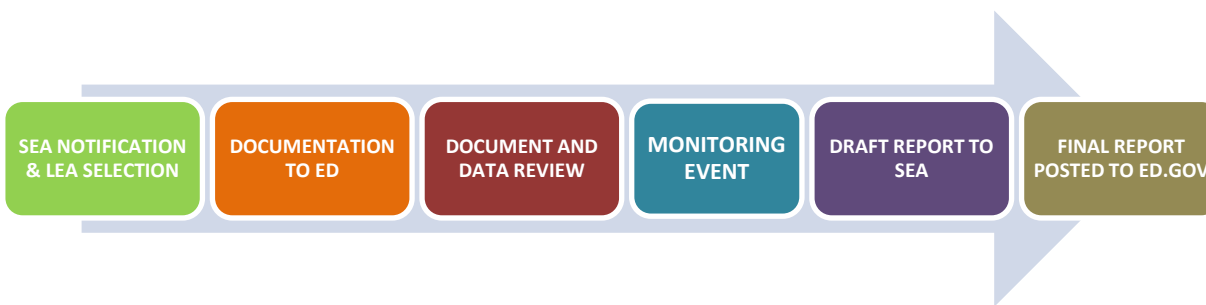 SEA NOTIFICATION
& LEA SELECTION
DOCUMENTATION
TO ED
DOCUMENT AND
DATA REVIEW
MONITORING
EVENT
DRAFT REPORT TO
SEA
FINAL REPORT
POSTED TO ED.GOV